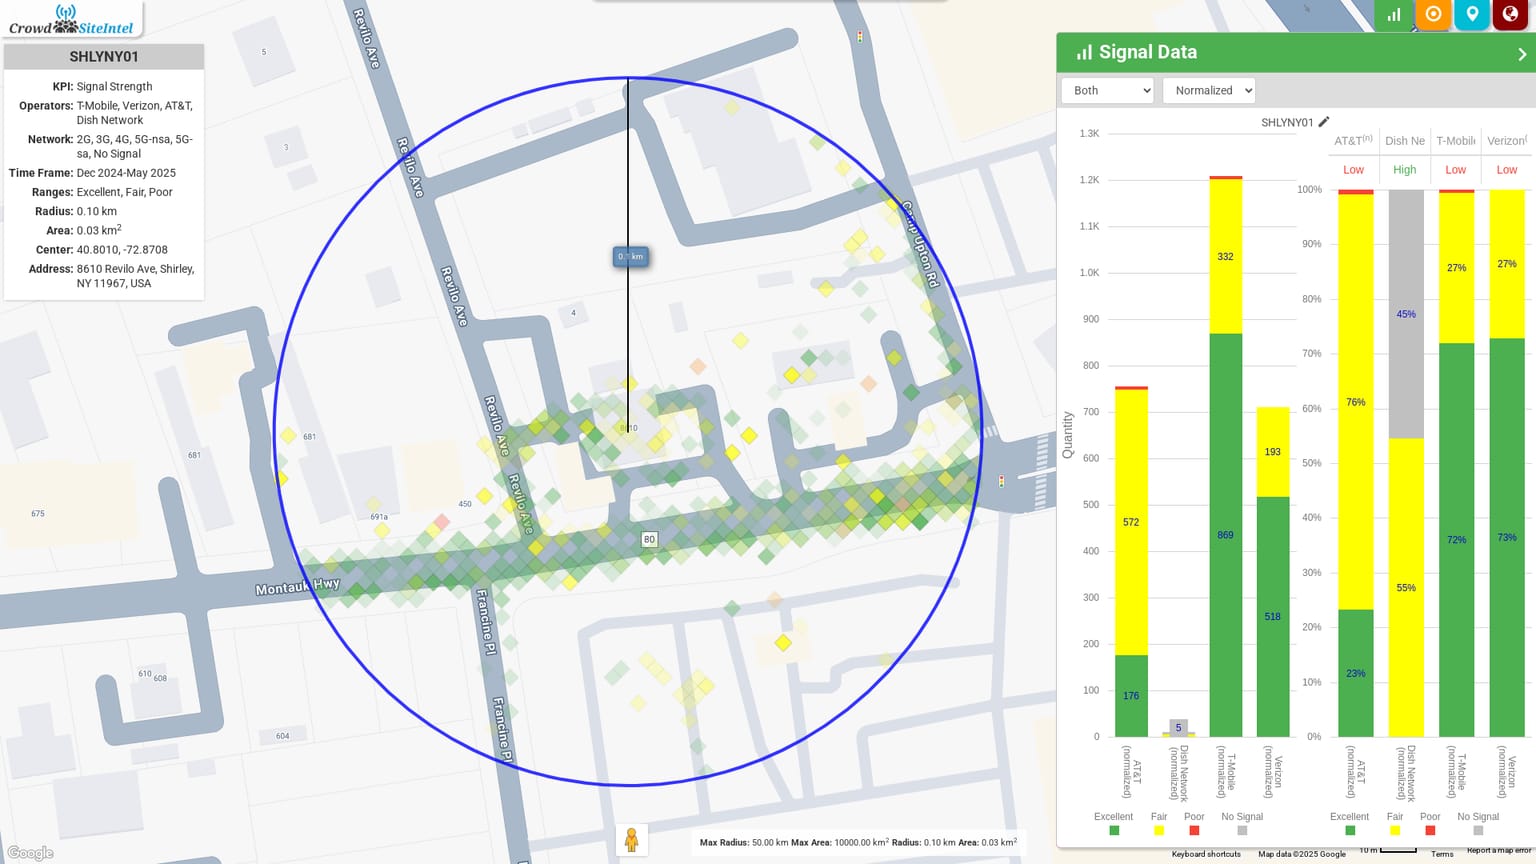 CrowdSiteIntel
SHLYNY01
KPI: Signal Strength
Operators: T-Mobile, Verizon, AT&T,
Dish Network
Network: 2G, 3G, 4G, 5G-nsa, 5G-
sa, No Signal
Time Frame: Dec 2024-May 2025
Ranges: Excellent, Fair, Poor
Radius: 0.10 km
Area: 0.03 km²
Center: 40.8010, -72.8708
Address: 8610 Revilo Ave, Shirley,
NY 11967, USA
Revilo Ave
Revilo Ave
Revilo Ave
Revilo Ave
Revilo Ave
Camp Upton Rd
Montauk Hwy
Francine Pl
Francine Pl
5
3
4
681
681
675
450
691a
610
608
604
80
Google
Max Radius: 50.00 km Max Area: 10000.00 km² Radius: 0.10 km Area: 0.03 km²
Signal Data
Both
Normalized
SHLYNY01
Quantity
1.3K
1.2K
1.1K
1.0K
900
800
700
600
500
400
300
200
100
0
572
176
5
332
869
193
518
AT&T
(normalized)
Dish Network
(normalized)
T-Mobile
(normalized)
Verizon
(normalized)
Excellent Fair Poor No Signal
AT&T(n) Dish Ne T-Mobile Verizon(
Low High Low Low
100%
90%
80%
70%
60%
50%
40%
30%
20%
10%
0%
76%
23%
45%
55%
27%
72%
27%
73%
AT&T
(normalized)
Dish Network
(normalized)
T-Mobile
(normalized)
Verizon
(normalized)
Excellent Fair Poor No Signal
Keyboard shortcuts Map data ©2025 Google 10 m Terms Report a map error